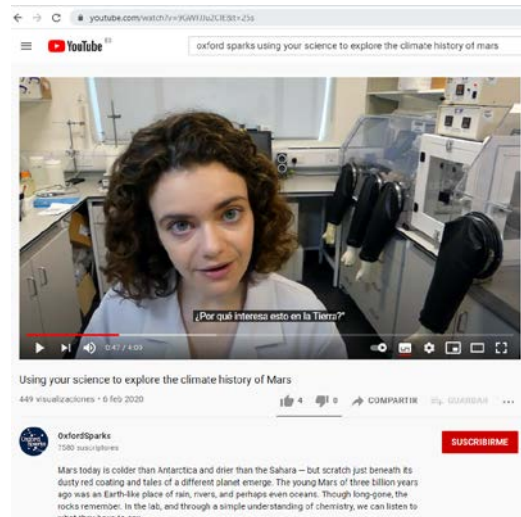 youtube.com/watch?v=
YouTube ES
oxford sparks using your science to explore the climate history of mars
¿Por qué interesa esto en la Tierra?"
0:47 / 4:09
Using your science to explore the climate history of Mars
449 visualizaciones • 6 feb 2020
4
0
COMPARTIR
GUARDAR
OxfordSparks
7580 suscriptores
SUSCRIBIRME
Mars today is colder than Antarctica and drier than the Sahara — but scratch just beneath its
dusty red coating and tales of a different planet emerge. The young Mars of three billion years
ago was an Earth-like place of rain, rivers, and perhaps even oceans. Though long-gone, the
rocks remember. In the lab, and through a simple understanding of chemistry, we can listen to
what they have to say